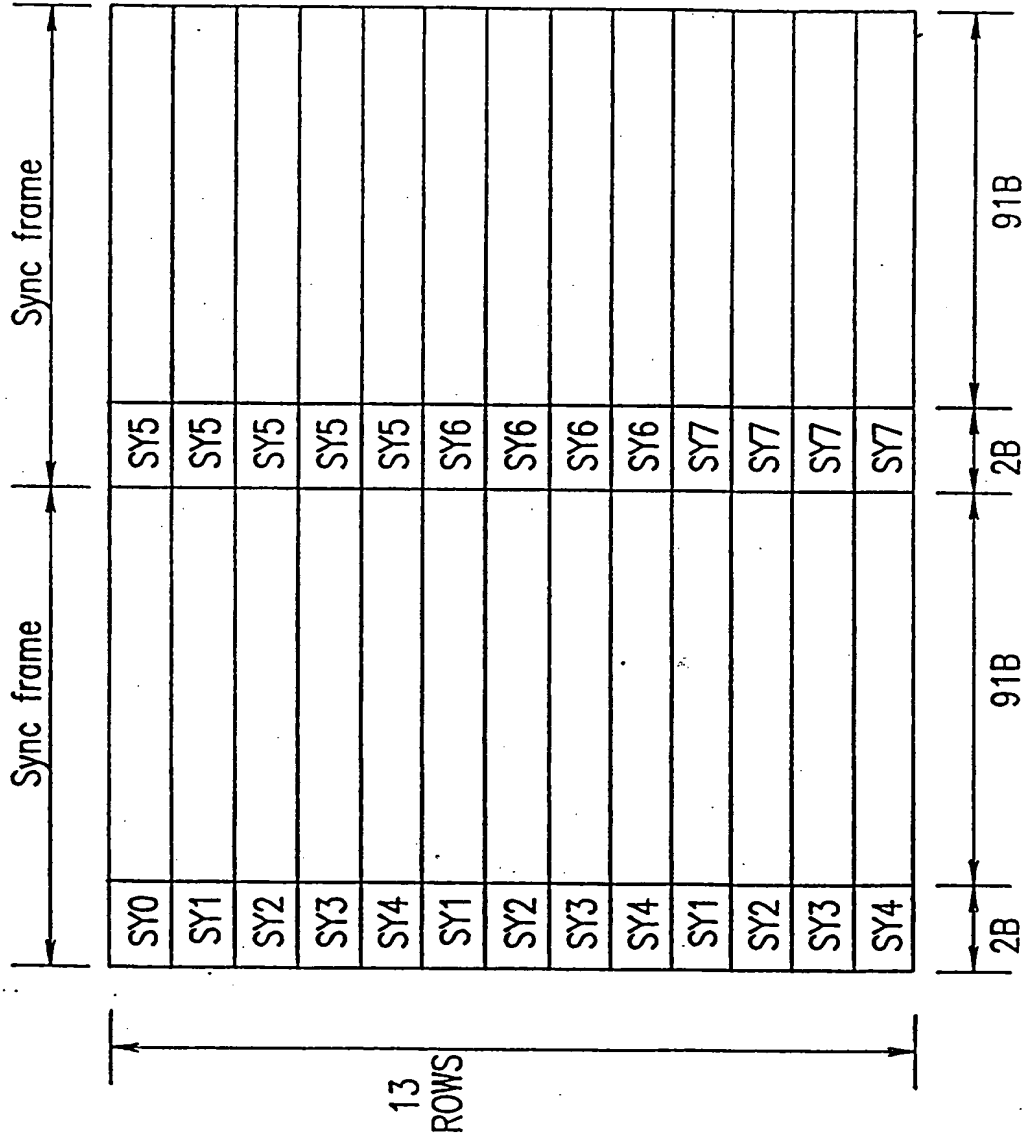 Sync frame Sync frame
SY0 SY5
SY1 SY5
SY2 SY5
SY3 SY5
SY4 SY5
SY1 SY6
SY2 SY6
SY3 SY6
SY4 SY6
SY1 SY7
SY2 SY7
SY3 SY7
SY4 SY7
13
ROWS
2B 91B 2B 91B